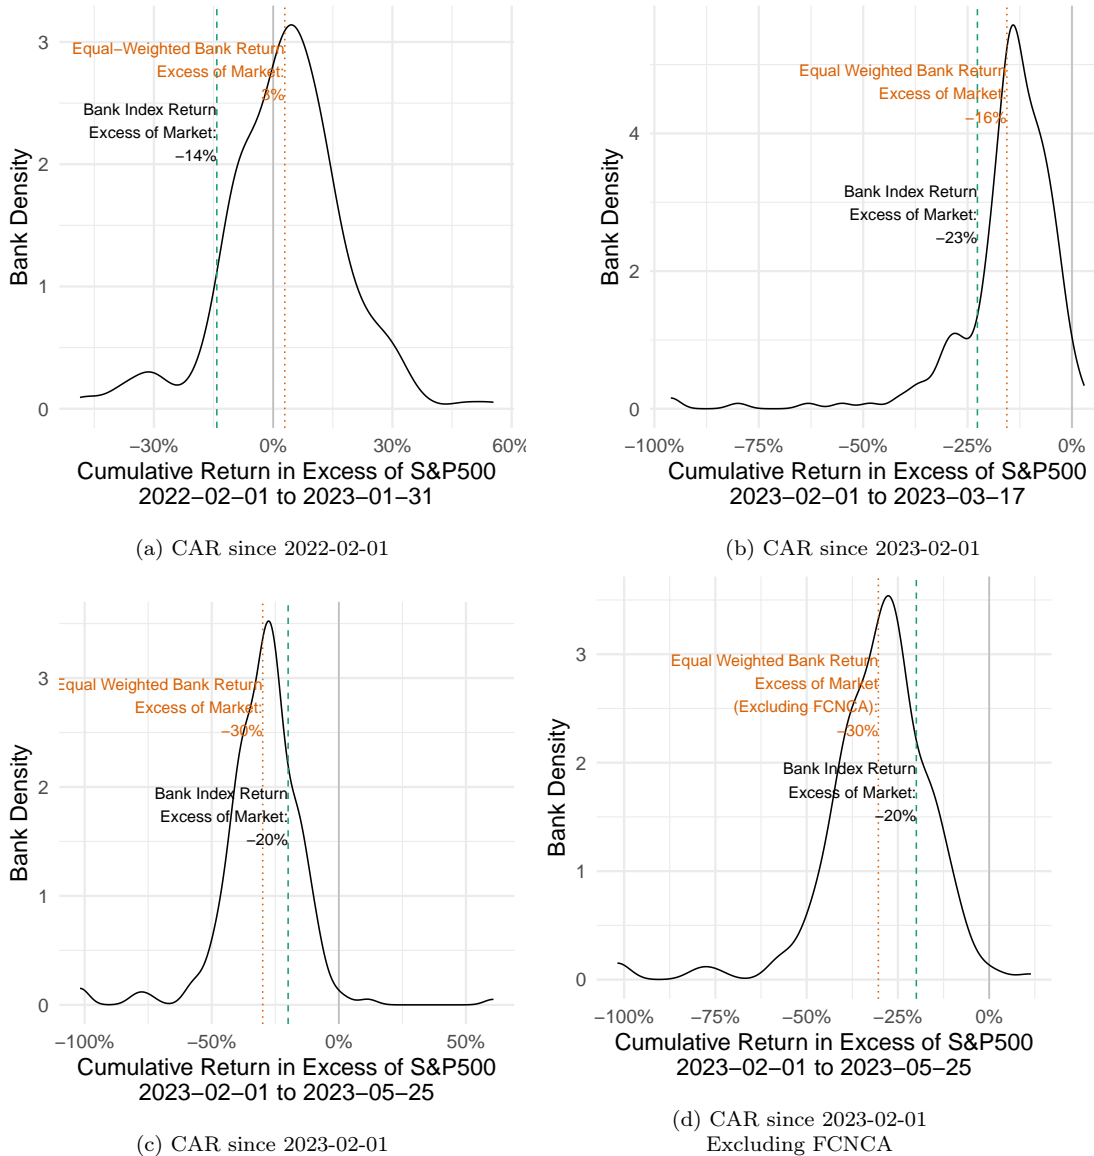 Equal−Weighted Bank Return
Excess of Market:
3%
Bank Index Return
Excess of Market:
−14%
Bank Density
3
2
1
0
−30%
0%
30%
60%
Cumulative Return in Excess of S&P500
2022−02−01 to 2023−01−31
(a) CAR since 2022-02-01
Equal Weighted Bank Return
Excess of Market:
−16%
Bank Index Return
Excess of Market:
−23%
Bank Density
4
2
0
−100%
−75%
−50%
−25%
0%
Cumulative Return in Excess of S&P500
2023−02−01 to 2023−03−17
(b) CAR since 2023-02-01
Equal Weighted Bank Return
Excess of Market:
−30%
Bank Index Return
Excess of Market:
−20%
Bank Density
3
2
1
0
−100%
−50%
0%
50%
Cumulative Return in Excess of S&P500
2023−02−01 to 2023−05−25
(c) CAR since 2023-02-01
Equal Weighted Bank Return
Excess of Market
(Excluding FCNCA):
−30%
Bank Index Return
Excess of Market:
−20%
Bank Density
3
2
1
0
−100%
−75%
−50%
−25%
0%
Cumulative Return in Excess of S&P500
2023−02−01 to 2023−05−25
(d) CAR since 2023-02-01
Excluding FCNCA